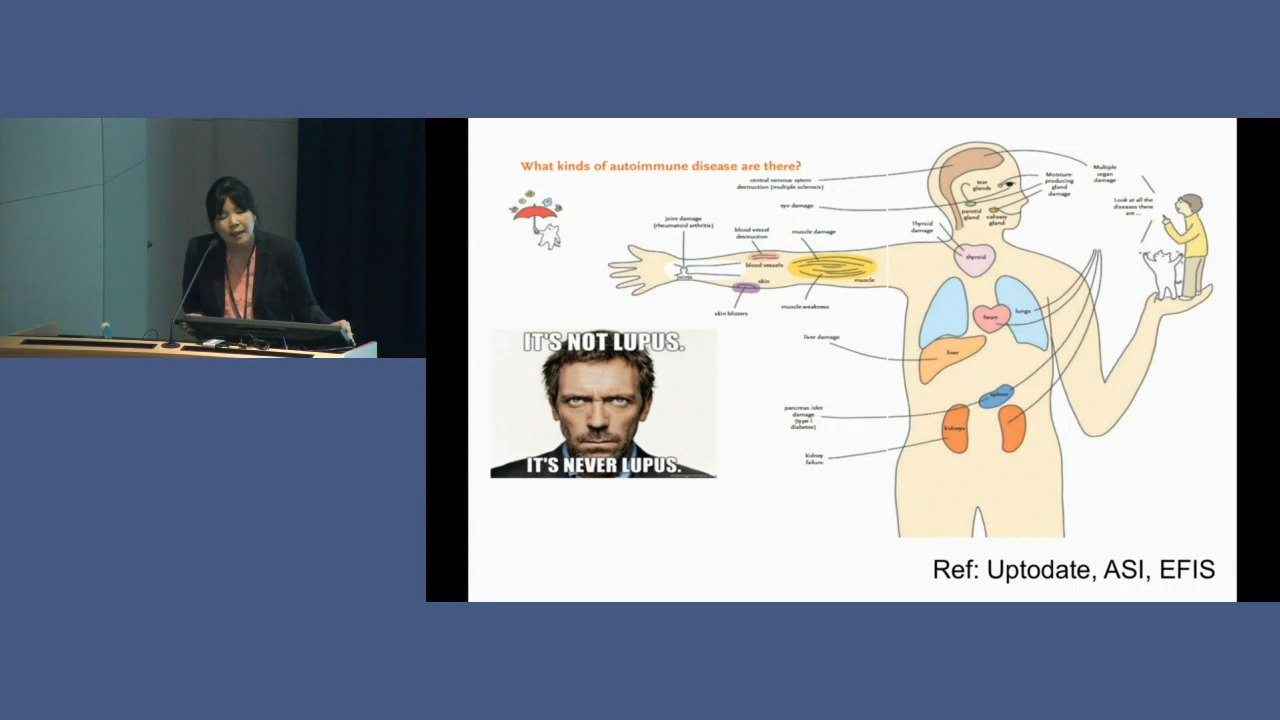 What kinds of autoimmune disease are there?
central nervous system
destruction (multiple sclerosis)
eye damage
joint damage
(rheumatoid arthritis)
blood vessel
destruction
muscle damage
Thyroid
damage
tear
glands
parotid
gland
salivary
gland
Moisture-
producing
gland
damage
Multiple
organ
damage
Look at all the
diseases there
are ...
joints
blood vessels
skin
muscle
skin blisters
muscle-weakness
thyroid
heart
lungs
liver damage
liver
spleen
pancreas islet
damage
(type 1
diabetes)
kidneys
kidney
failure
IT'S NOT LUPUS.
IT'S NEVER LUPUS.
Ref: Uptodate, ASI, EFIS